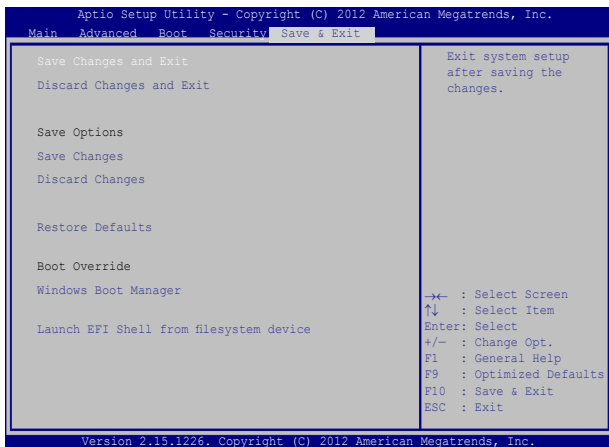 Aptio Setup Utility - Copyright (C) 2012 American Megatrends, Inc.
Main Advanced Boot Security Save & Exit
Save Changes and Exit
Discard Changes and Exit
Save Options
Save Changes
Discard Changes
Restore Defaults
Boot Override
Windows Boot Manager
Launch EFI Shell from filesystem device
Exit system setup
after saving the
changes.
→← : Select Screen
↑↓ : Select Item
Enter: Select
+/— : Change Opt.
F1 : General Help
F9 : Optimized Defaults
F10 : Save & Exit
ESC : Exit
Version 2.15.1226. Copyright (C) 2012 American Megatrends, Inc.